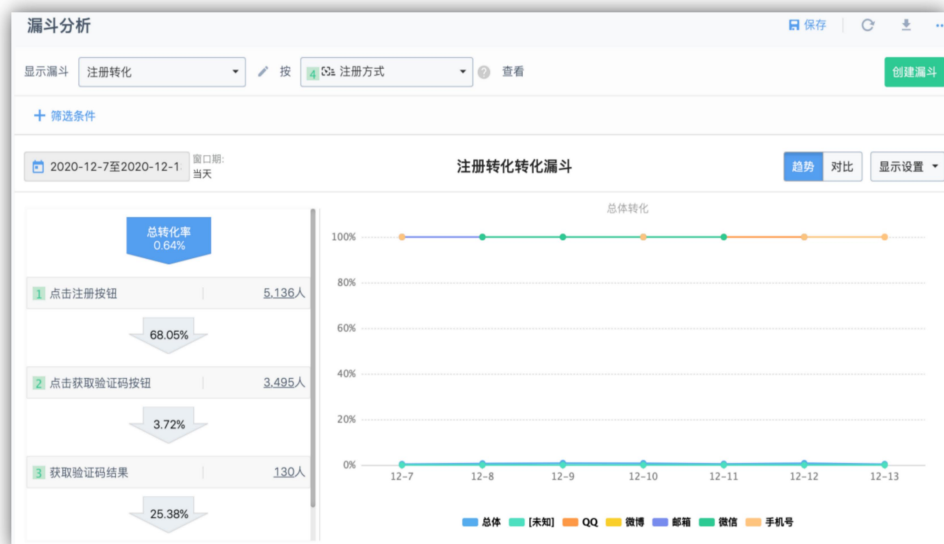 漏斗分析
保存
显示漏斗 注册转化 按 4 注册方式 查看
创建漏斗
筛选条件
2020-12-7至2020-12-1
窗口期:
当天
注册转化转化漏斗
趋势 对比 显示设置
总转化率
0.64%
1 点击注册按钮 5,136人
68.05%
2 点击获取验证码按钮 3,495人
3.72%
3 获取验证码结果 130人
25.38%
总体转化
100%
80%
60%
40%
20%
0%
12-7 12-8 12-9 12-10 12-11 12-12 12-13
总体 [未知] QQ 微博 邮箱 微信 手机号